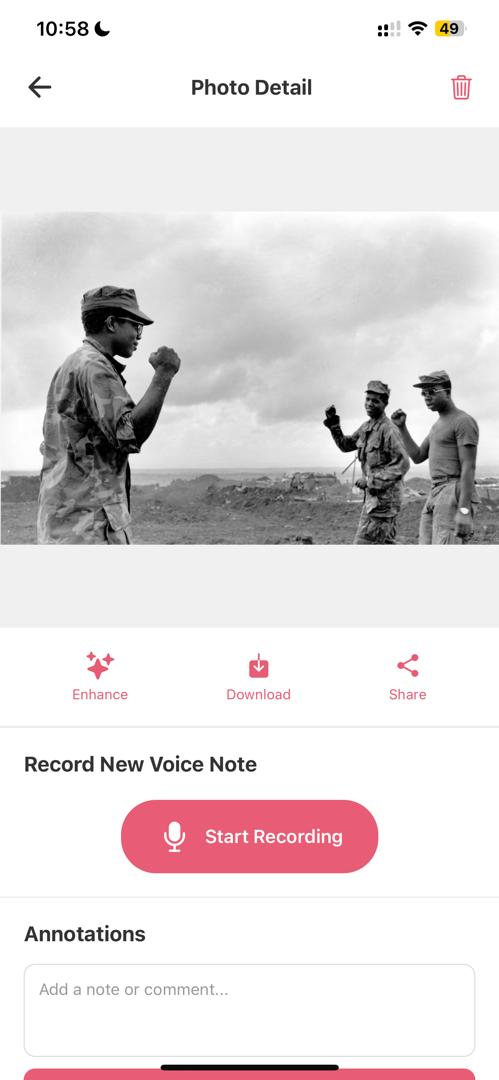 10:58
49
Photo Detail
Enhance
Download
Share
Record New Voice Note
Start Recording
Annotations
Add a note or comment...